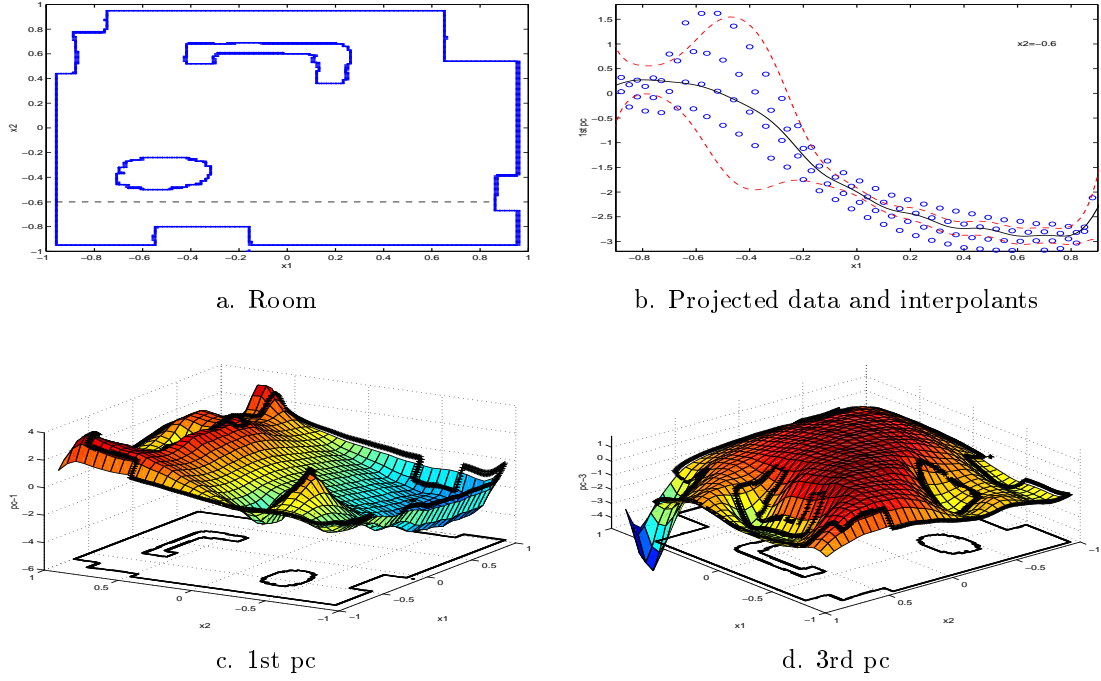 1
0.8
0.6
0.4
0.2
0
−0.2
−0.4
−0.6
−0.8
−1
x2
−1 −0.8 −0.6 −0.4 −0.2 0 0.2 0.4 0.6 0.8 1
x1
a. Room
1.5
1
0.5
0
−0.5
−1
−1.5
−2
−2.5
−3
1st pc
x2=−0.6
−0.8 −0.6 −0.4 −0.2 0 0.2 0.4 0.6 0.8
x1
b. Projected data and interpolants
4
2
0
−2
−4
−6
pc−1
1 0.5 0 −0.5 −1
x2
−1 −0.5 0 0.5 1
x1
c. 1st pc
1
0
−1
−2
−3
−4
pc−3
1 0.5 0 −0.5 −1
x1
1 0.5 0 −0.5 −1
x2
d. 3rd pc